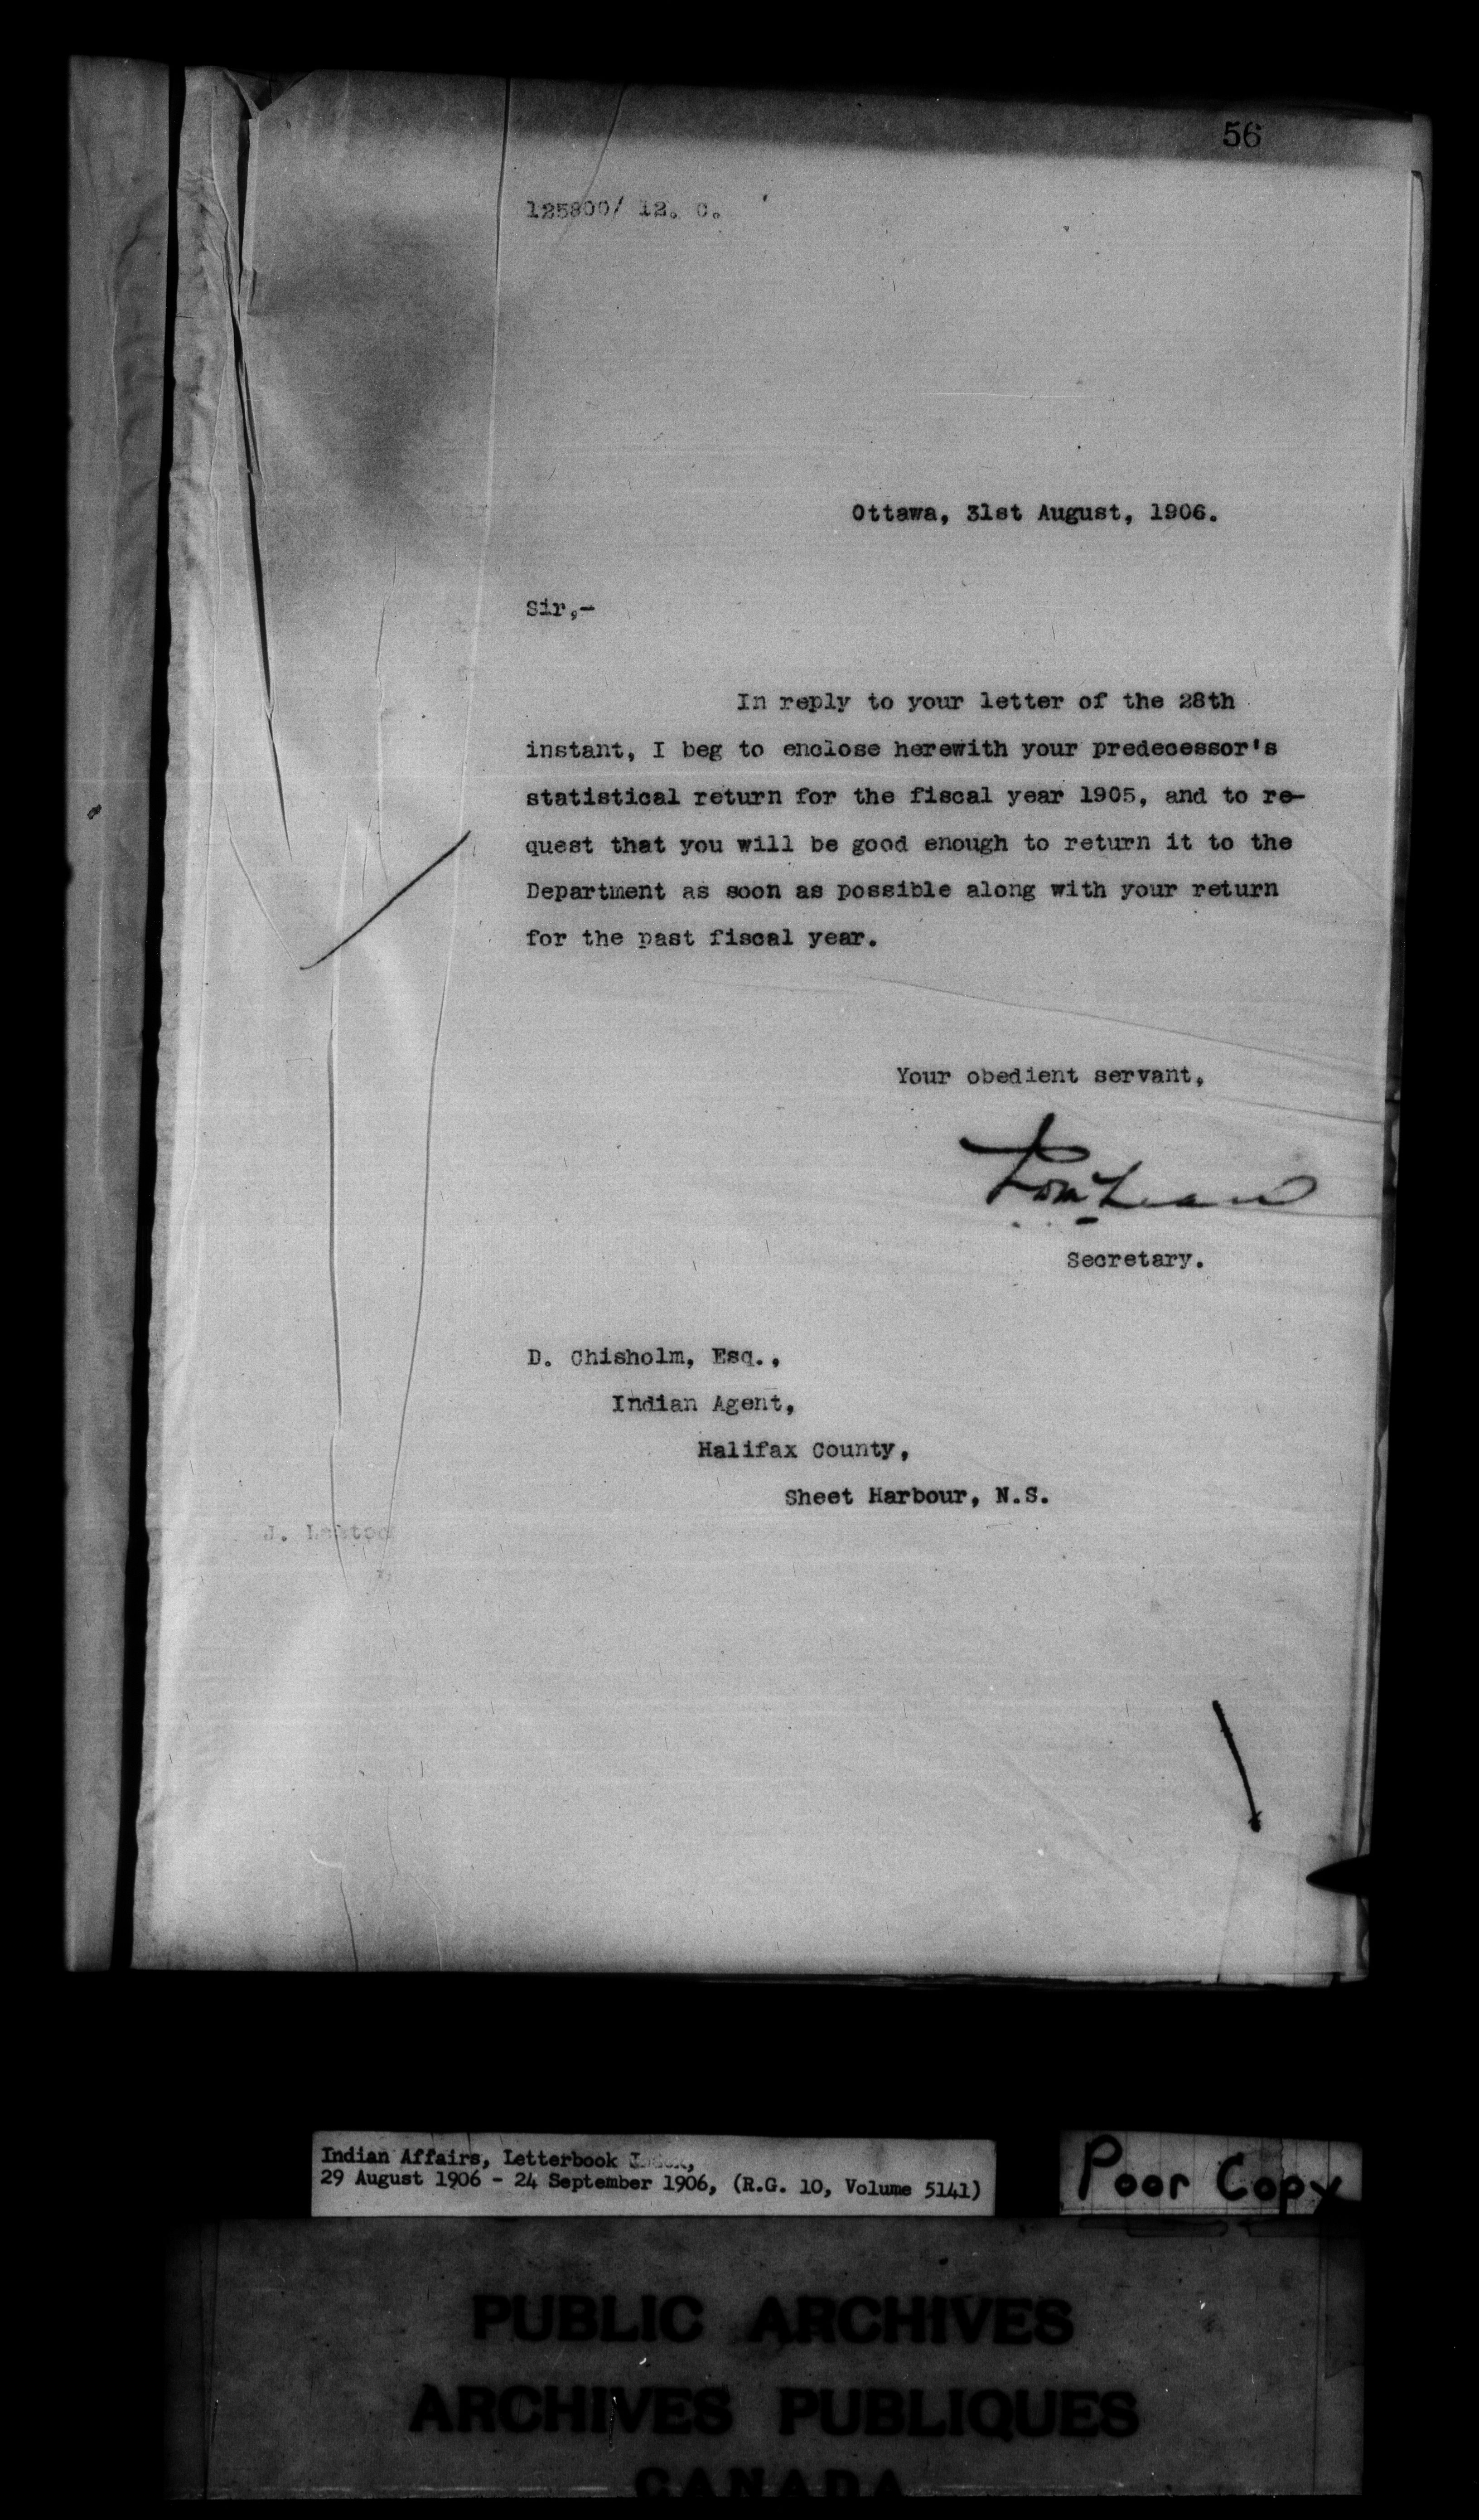 56
125800/ 12. C.
Ottawa, 31st August, 1906.
Sir,-
In reply to your letter of the 28th
instant, I beg to enclose herewith your predecessor's
statistical return for the fiscal year 1905, and to re-
quest that you will be good enough to return it to the
Department as soon as possible along with your return
for the past fiscal year.
Your obedient servant,
Secretary.
D. Chisholm, Esq.,
Indian Agent,
Halifax County,
Sheet Harbour, N.S.
J.
Indian Affairs, Letterbook
29 August 1906 - 24 September 1906, (R.G. 10, Volume 5141)
Poor Copy
PUBLIC ARCHIVES
ARCHIVES PUBLIQUES
CANADA